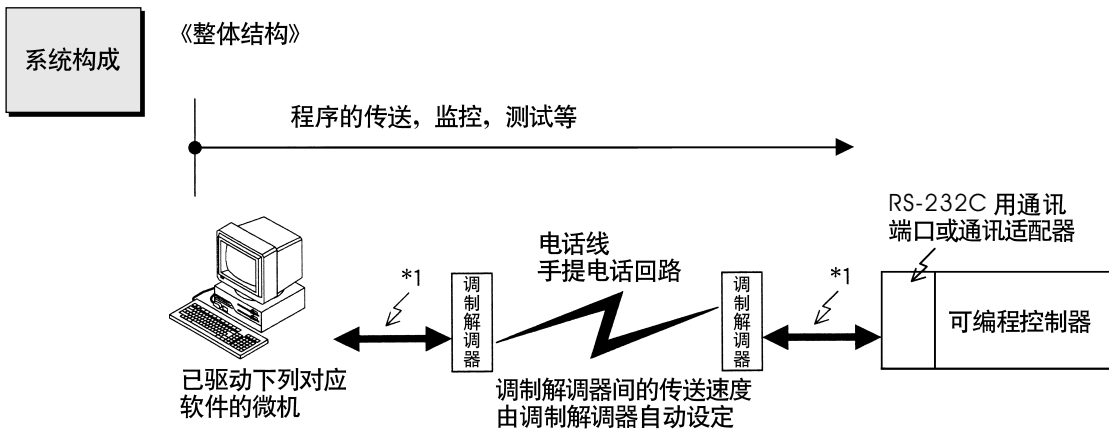 系统构成
《整体结构》
程序的传送，监控，测试等
RS-232C 用通讯
端口或通讯适配器
电话线
手提电话回路
*1
*1
调制解调器
调制解调器
可编程控制器
已驱动下列对应
软件的微机
调制解调器间的传送速度
由调制解调器自动设定